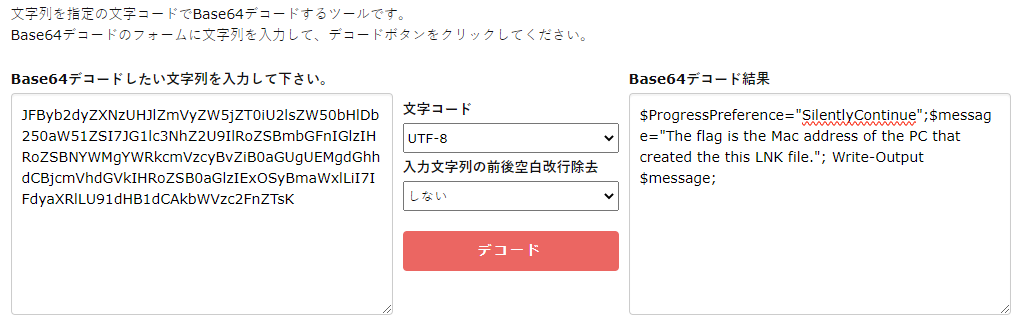 文字列を指定の文字コードでBase64デコードするツールです。
Base64デコードのフォームに文字列を入力して、デコードボタンをクリックしてください。
Base64デコードしたい文字列を入力して下さい。
JFByb2dyZXNzUHJlZmVyZW5jZT0iU2lsZW50bHlDb
250aW51ZSI7JG1lc3NhZ2U9IlRoZSBmbGFnIGlzIH
RoZSBNYWMgYWRkcmVzcyBvZiB0aGUgUEMgdGhh
dCBjcmVhdGVkIHRoZSB0aGlzIExOSyBmaWxlLiI7I
FdyaXRlLU91dHB1dCAkbWVzc2FnZTsK
文字コード
UTF-8
入力文字列の前後空白改行除去
しない
デコード
Base64デコード結果
$ProgressPreference="SilentlyContinue";$messag
e="The flag is the Mac address of the PC that
created the this LNK file."; Write-Output
$message;